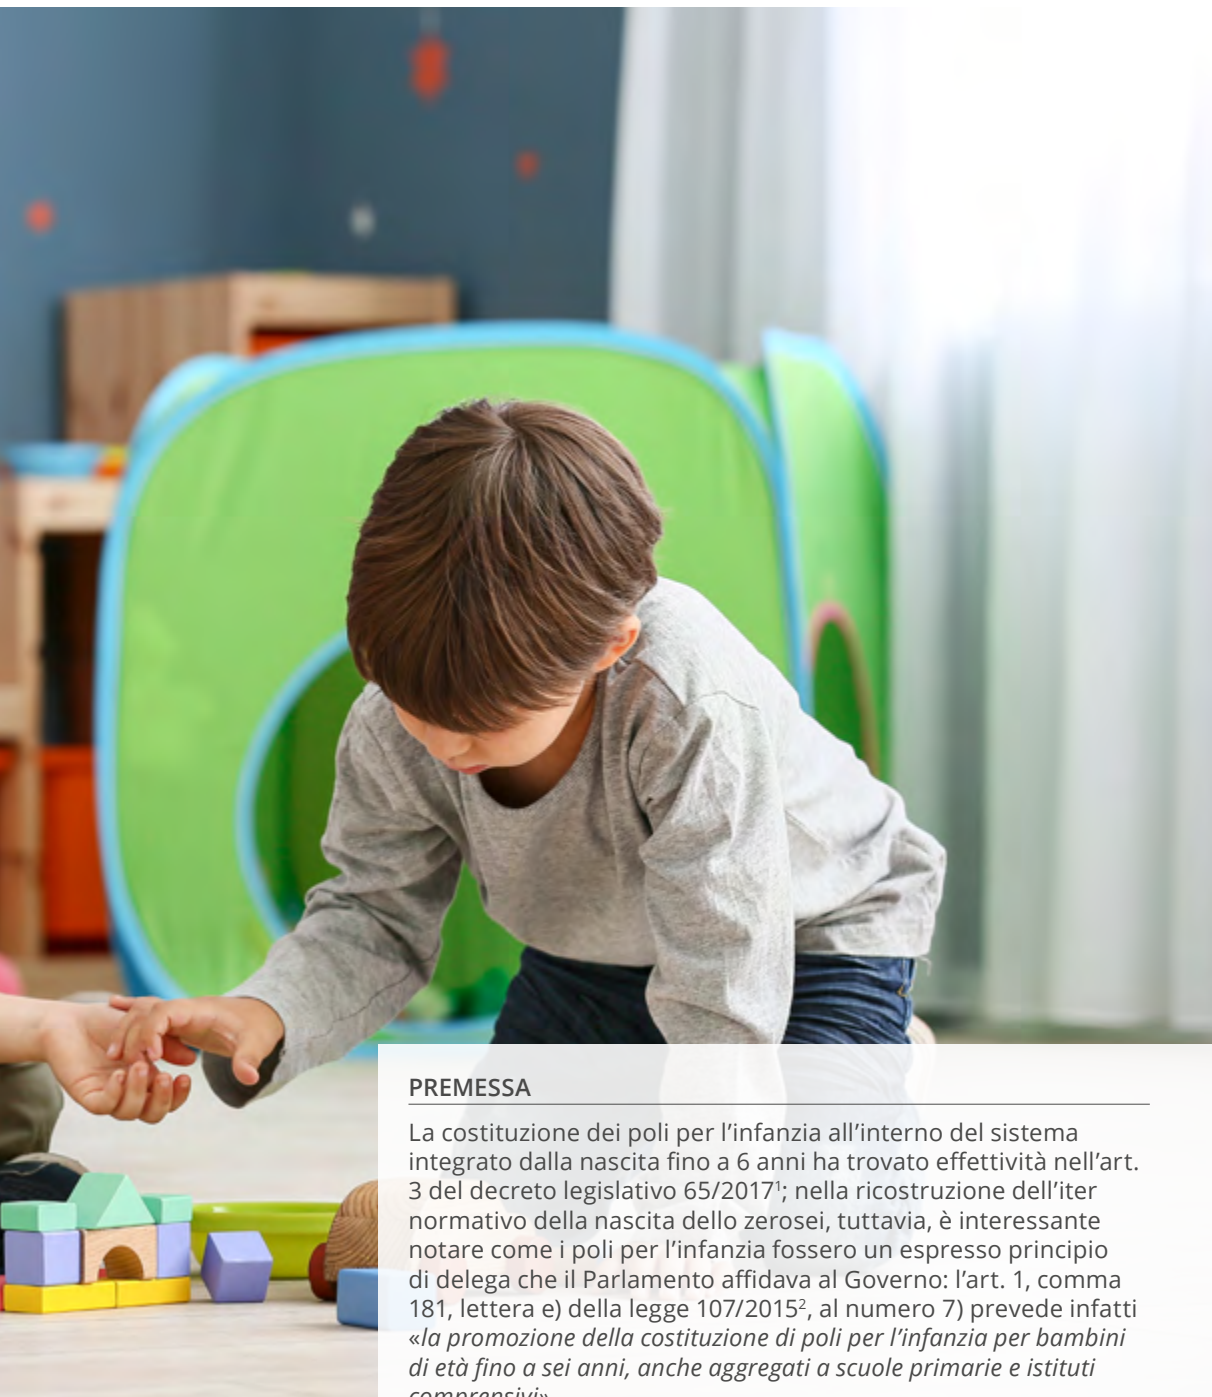 PREMESSA
La costituzione dei poli per l'infanzia all'interno del sistema
integrato dalla nascita fino a 6 anni ha trovato effettività nell'art.
3 del decreto legislativo 65/2017¹; nella ricostruzione dell'iter
normativo della nascita dello zerosei, tuttavia, è interessante
notare come i poli per l'infanzia fossero un espresso principio
di delega che il Parlamento affidava al Governo: l'art. 1, comma
181, lettera e) della legge 107/2015², al numero 7) prevede infatti
«la promozione della costituzione di poli per l'infanzia per bambini
di età fino a sei anni, anche aggregati a scuole primarie e istituti
comprensivi»